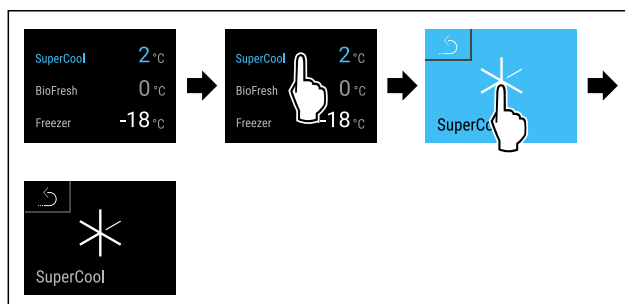 SuperCool 2 °C
BioFresh 0 °C
Freezer -18 °C
SuperCool 2 °C
BioFresh 0 °C
Freezer -18 °C
SuperCo
SuperCool